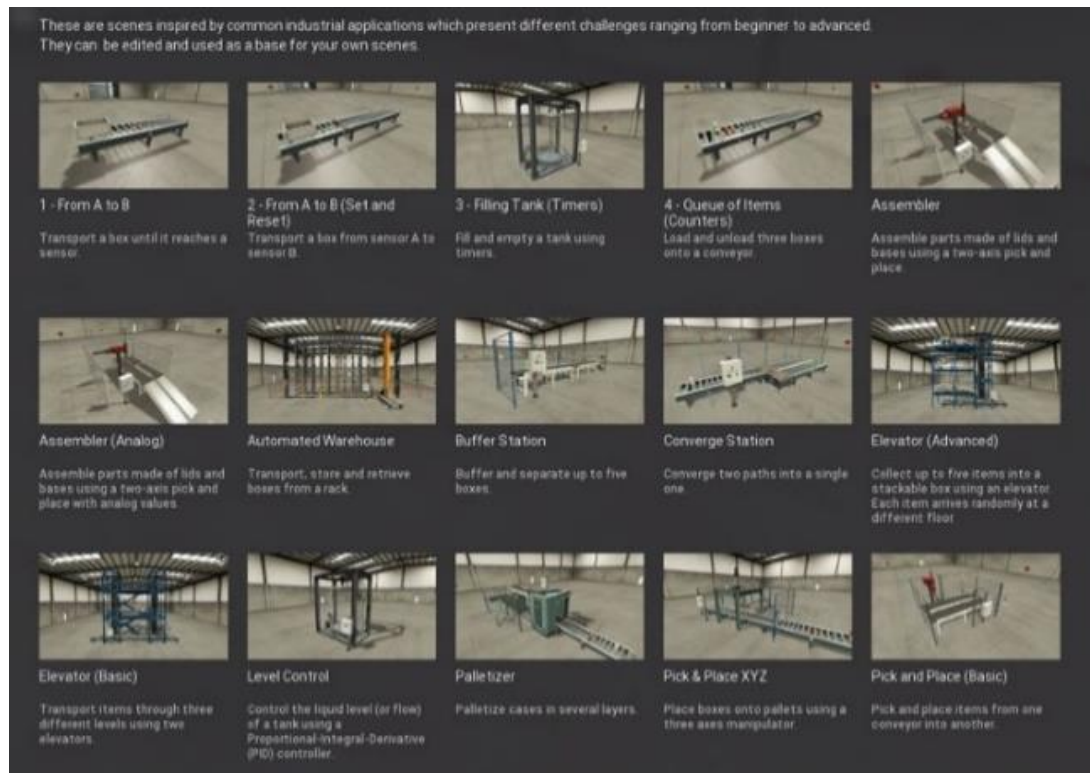 These are scenes inspired by common industrial applications which present different challenges ranging from beginner to advanced.
They can be edited and used as a base for your own scenes.
1 - From A to B
Transport a box until it reaches a
sensor.
2 - From A to B (Set and
Reset)
Transport a box from sensor A to
sensor B.
3 - Filling Tank (Timers)
Fill and empty a tank using
timers.
4 - Queue of Items
(Counters)
Load and unload three boxes
onto a conveyor.
Assembler
Assemble parts made of lids and
bases using a two-axis pick and
place.
Assembler (Analog)
Assemble parts made of lids and
bases using a two-axis pick and
place with analog values.
Automated Warehouse
Transport, store and retrieve
boxes from a rack.
Buffer Station
Buffer and separate up to five
boxes.
Converge Station
Converge two paths into a single
one.
Elevator (Advanced)
Collect up to five items into a
stackable box using an elevator.
Each item arrives randomly at a
different floor.
Elevator (Basic)
Transport items through three
different levels using two
elevators.
Level Control
Control the liquid level (or flow)
of a tank using a
Proportional-Integral-Derivative
(PID) controller.
Palletizer
Palletize cases in several layers.
Pick & Place XYZ
Place boxes onto pallets using a
three axes manipulator.
Pick and Place (Basic)
Pick and place items from one
conveyor into another.